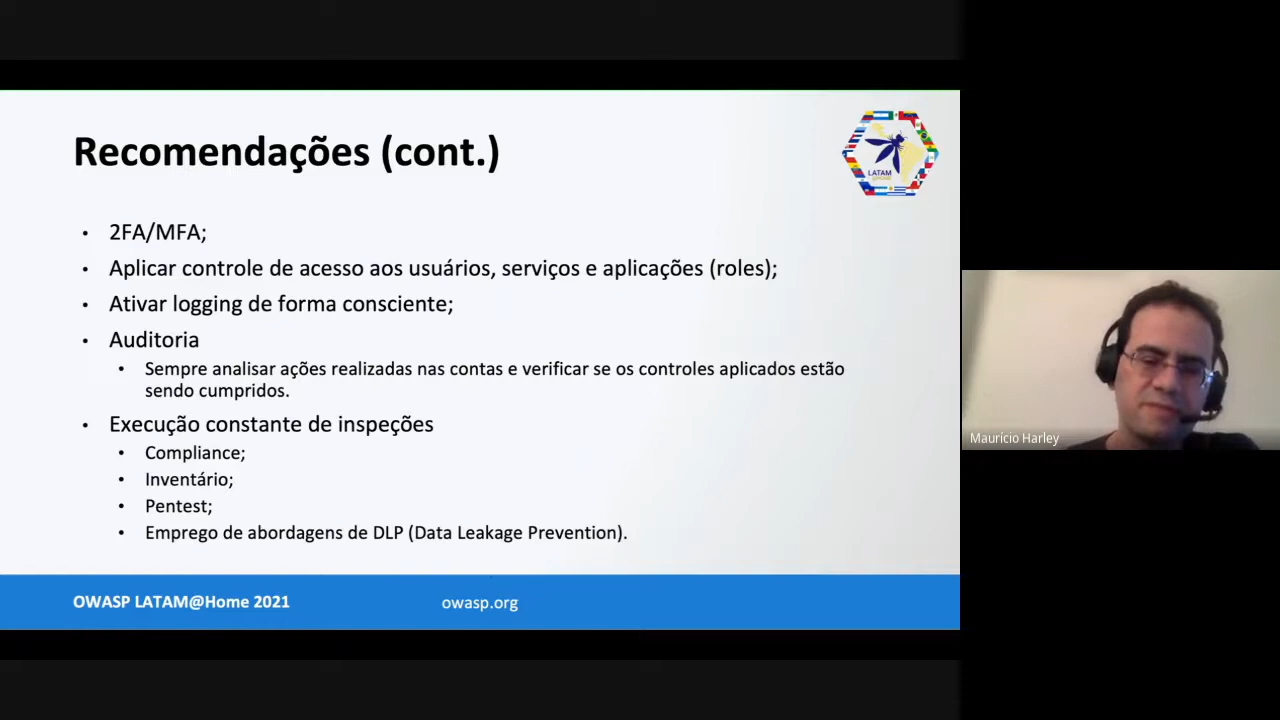 Recomendações (cont.)
LATAM
• 2FA/MFA;
• Aplicar controle de acesso aos usuários, serviços e aplicações (roles);
• Ativar logging de forma consciente;
• Auditoria
• Sempre analisar ações realizadas nas contas e verificar se os controles aplicados estão
sendo cumpridos.
• Execução constante de inspeções
• Compliance;
• Inventário;
• Pentest;
• Emprego de abordagens de DLP (Data Leakage Prevention).
Maurício Harley
OWASP LATAM@Home 2021
owasp.org